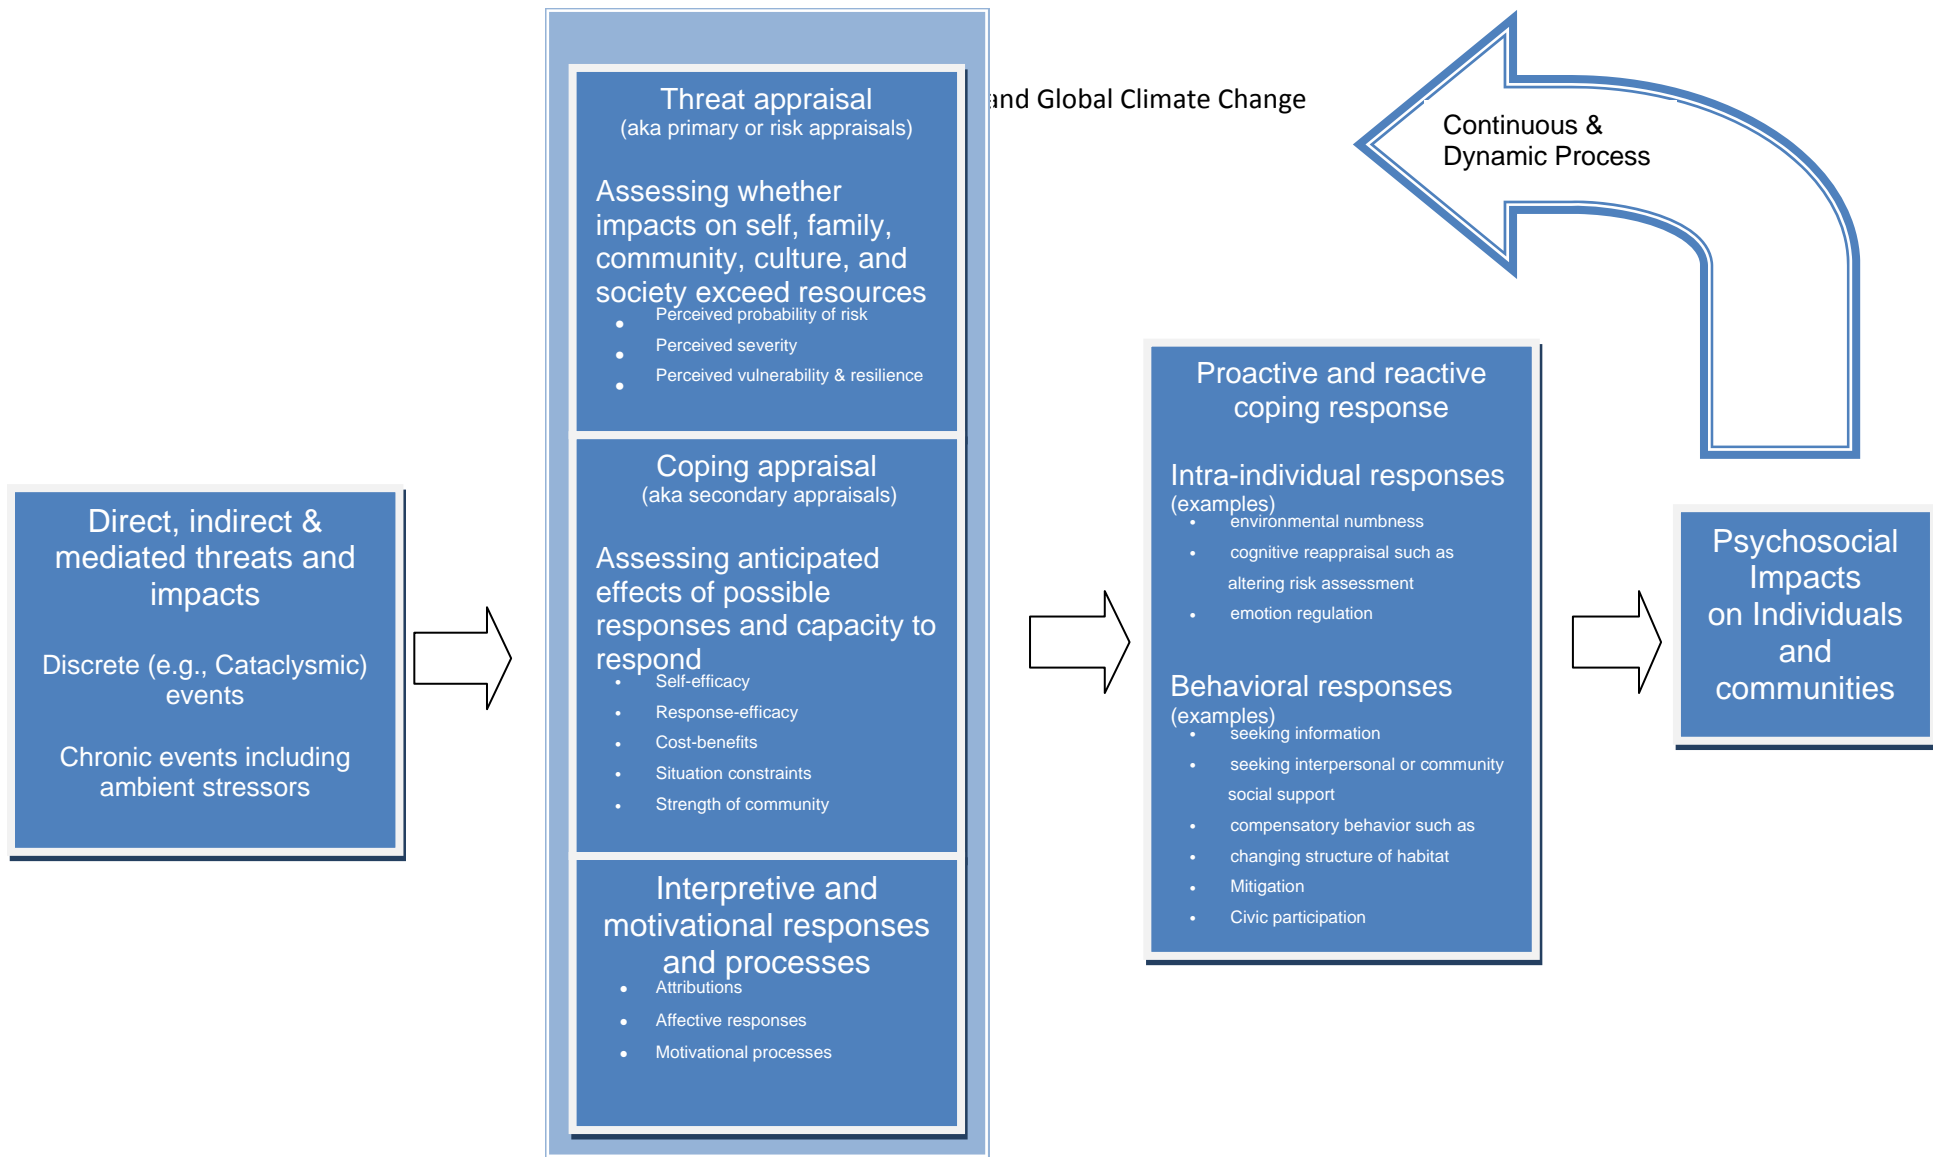 and Global Climate Change
Continuous &
Dynamic Process
Direct, indirect &
mediated threats and
impacts
Discrete (e.g., Cataclysmic)
events
Chronic events including
ambient stressors
Threat appraisal
(aka primary or risk appraisals)
Assessing whether
impacts on self, family,
community, culture, and
society exceed resources
• Perceived probability of risk
• Perceived severity
• Perceived vulnerability & resilience
Coping appraisal
(aka secondary appraisals)
Assessing anticipated
effects of possible
responses and capacity to
respond
• Self-efficacy
• Response-efficacy
• Cost-benefits
• Situation constraints
• Strength of community
Interpretive and
motivational responses
and processes
• Attributions
• Affective responses
• Motivational processes
Proactive and reactive
coping response
Intra-individual responses
(examples)
• environmental numbness
• cognitive reappraisal such as
altering risk assessment
• emotion regulation
Behavioral responses
(examples)
• seeking information
• seeking interpersonal or community
social support
• compensatory behavior such as
• changing structure of habitat
• Mitigation
• Civic participation
Psychosocial
Impacts
on Individuals
and
communities